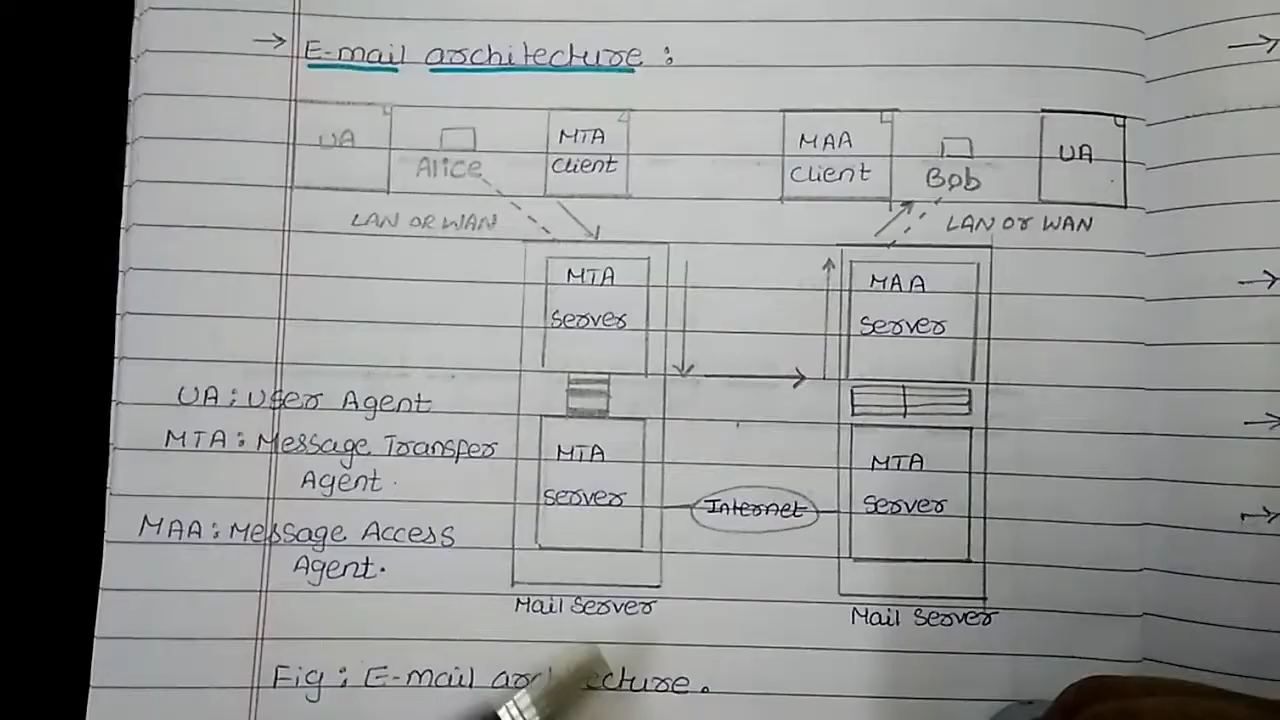 → E-mail architecture :
UA
Alice
MTA
Client
MAA
Client
Bob
UA
LAN OR WAN
LAN OR WAN
MTA
Server
MAA
Server
UA : User Agent
MTA : Message Transfer
Agent.
MAA : Message Access
Agent.
MTA
Server
Internet
MTA
Server
Mail Server
Mail Server
Fig : E-mail architecture.